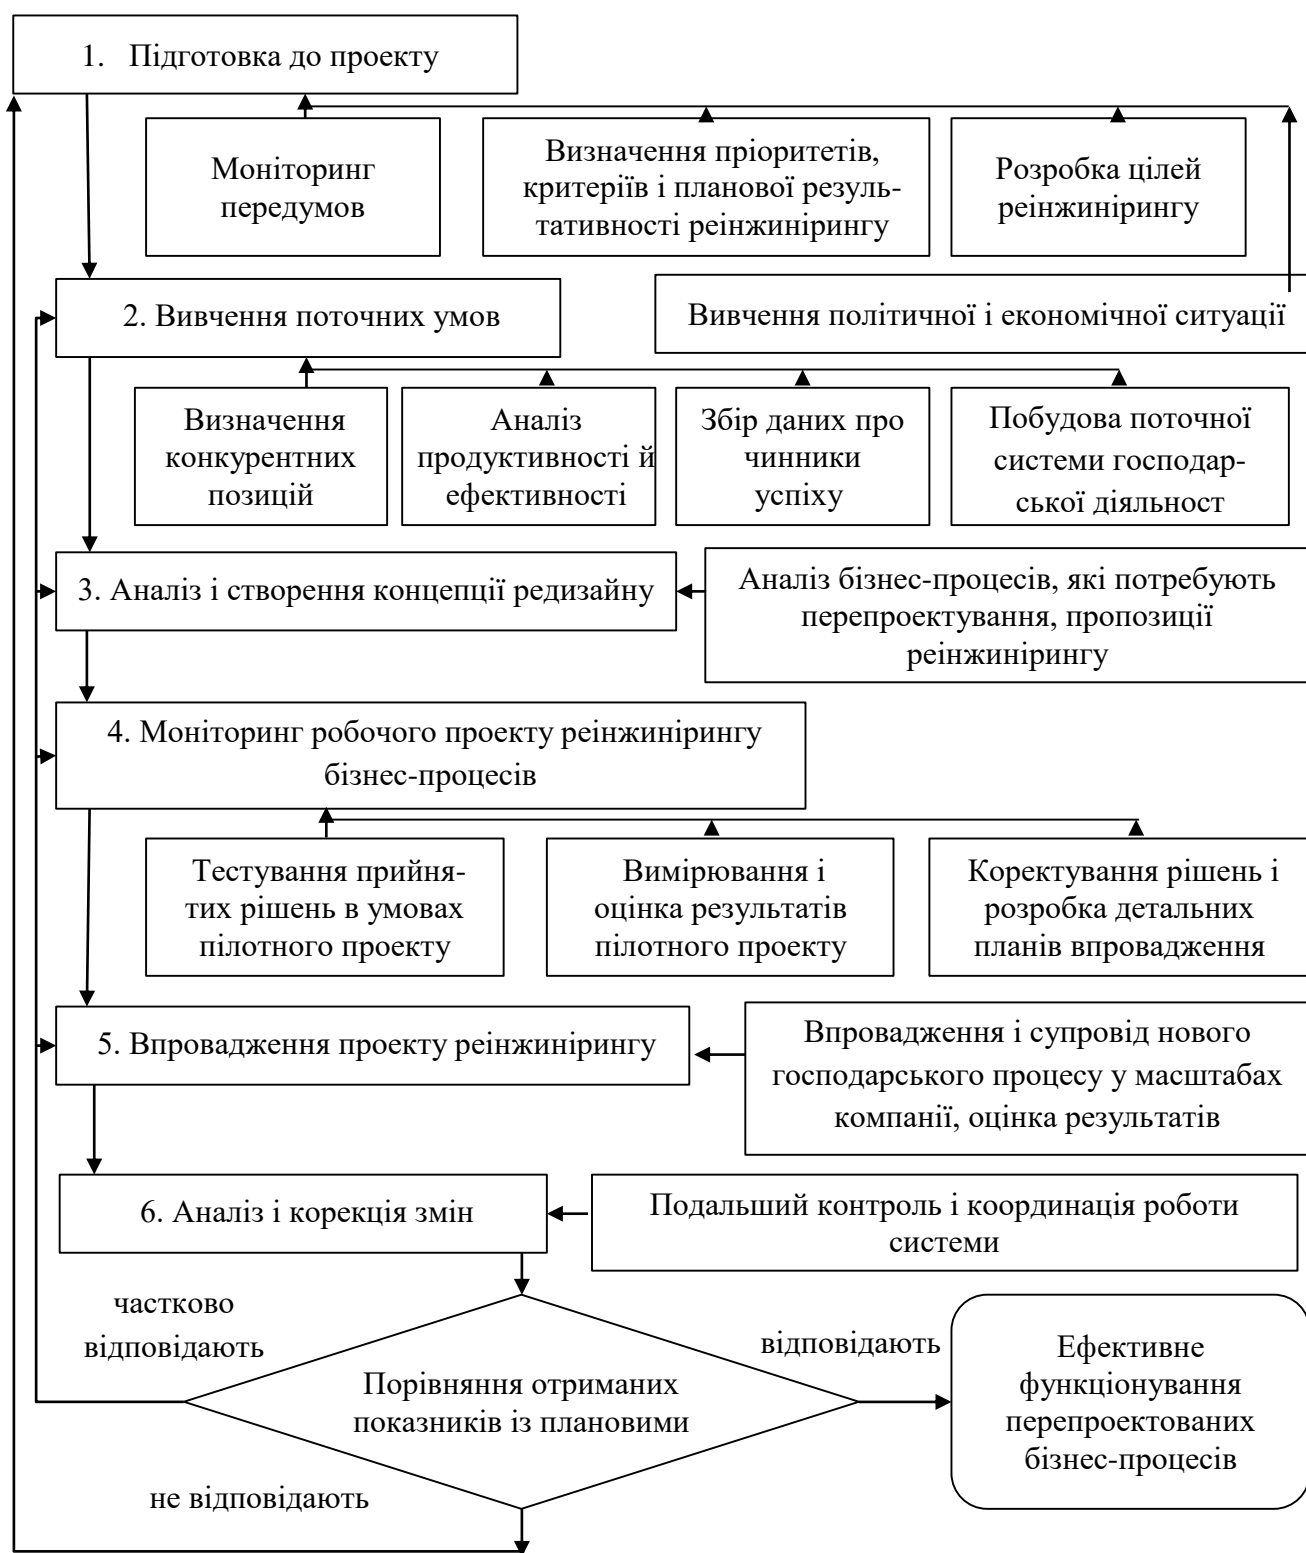 1. Підготовка до проекту
Моніторинг
передумов
Визначення пріоритетів,
критеріїв і планової резуль-
тативності реінжинірингу
Розробка цілей
реінжинірингу
2. Вивчення поточних умов
Вивчення політичної і економічної ситуації
Визначення
конкурентних
позицій
Аналіз
продуктивності й
ефективності
Збір даних про
чинники
успіху
Побудова поточної
системи господар-
ської діяльност
3. Аналіз і створення концепції редизайну
Аналіз бізнес-процесів, які потребують
перепроектування, пропозиції
реінжинірингу
4. Моніторинг робочого проекту реінжинірингу
бізнес-процесів
Тестування прийня-
тих рішень в умовах
пілотного проекту
Вимірювання і
оцінка результатів
пілотного проекту
Коректування рішень і
розробка детальних
планів впровадження
5. Впровадження проекту реінжинірингу
Впровадження і супровід нового
господарського процесу у масштабах
компанії, оцінка результатів
6. Аналіз і корекція змін
Подальший контроль і координація роботи
системи
частково
відповідають
відповідають
Порівняння отриманих
показників із плановими
Ефективне
функціонування
перепроектованих
бізнес-процесів
не відповідають